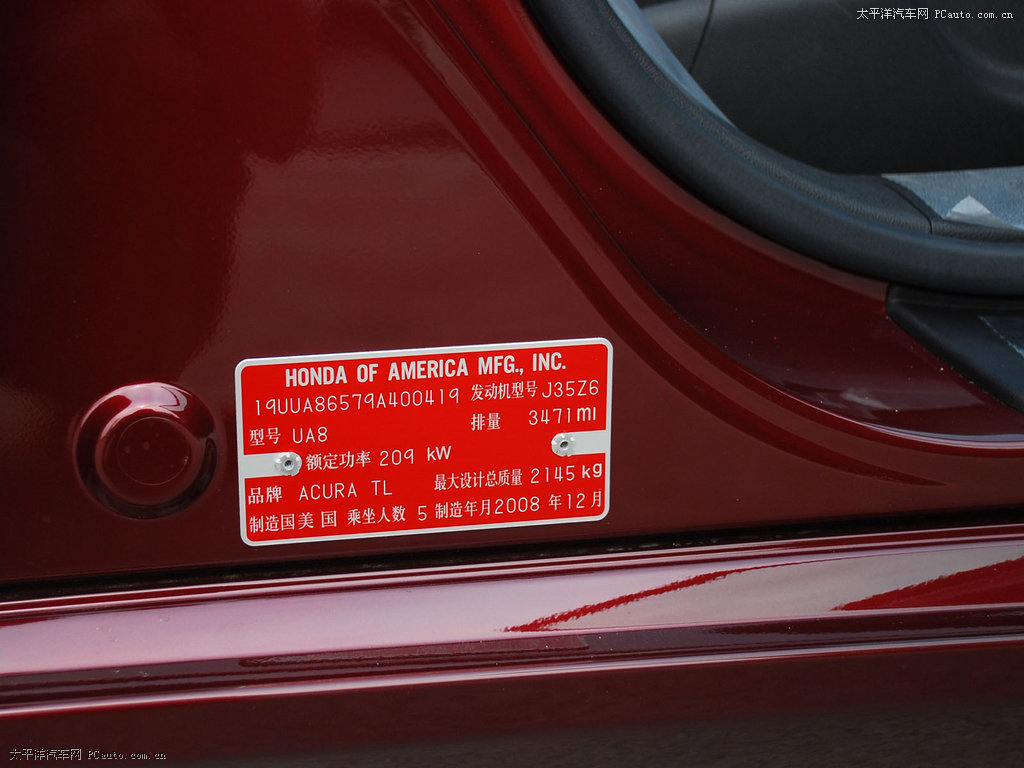 太平洋汽车网 PCauto.com.cn
HONDA OF AMERICA MFG., INC.
19UUA86579A400419 发动机型号 J35Z6
型号 UA8 排量 3471ml
额定功率 209 kW
品牌 ACURA TL 最大设计总质量 2145 kg
制造国美国 乘坐人数 5 制造年月2008 年12月
太平洋汽车网 PCauto.com.cn